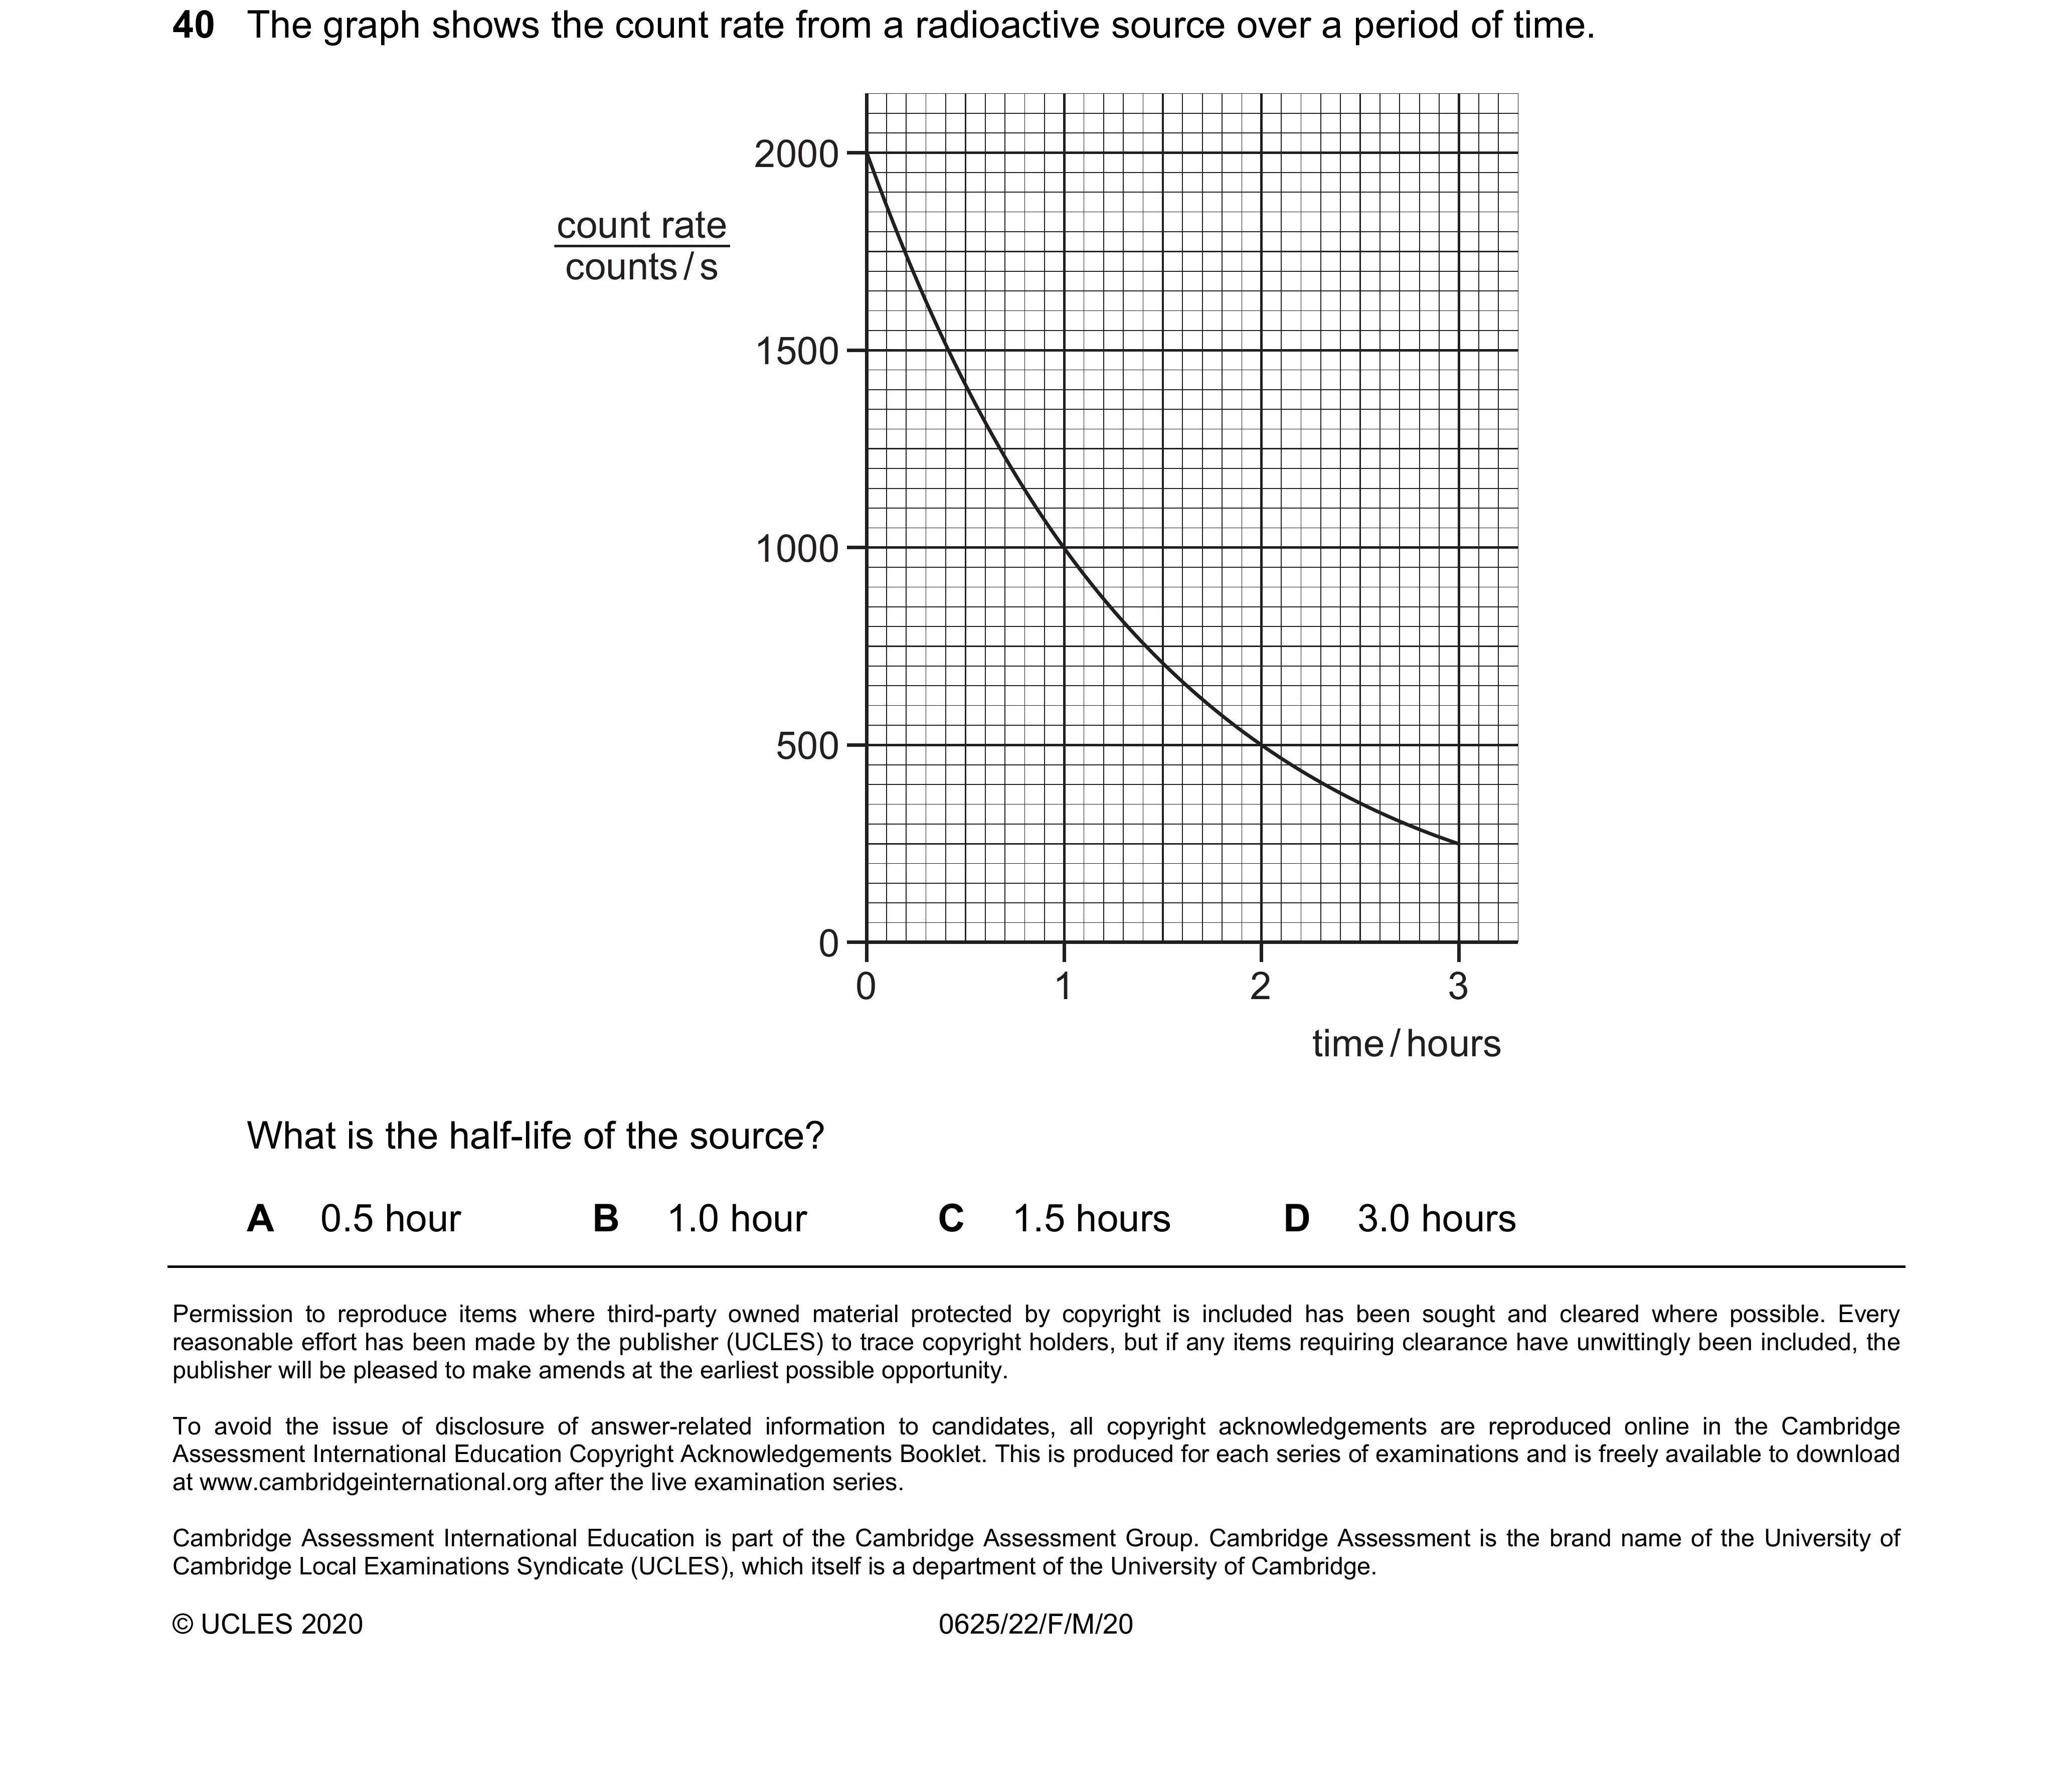 40 The graph shows the count rate from a radioactive source over a period of time.
2000
count rate
counts / s
1500
1000
500
0
0 1 2 3
time / hours
What is the half-life of the source?
A 0.5 hour B 1.0 hour C 1.5 hours D 3.0 hours
Permission to reproduce items where third-party owned material protected by copyright is included has been sought and cleared where possible. Every
reasonable effort has been made by the publisher (UCLES) to trace copyright holders, but if any items requiring clearance have unwittingly been included, the
publisher will be pleased to make amends at the earliest possible opportunity.
To avoid the issue of disclosure of answer-related information to candidates, all copyright acknowledgements are reproduced online in the Cambridge
Assessment International Education Copyright Acknowledgements Booklet. This is produced for each series of examinations and is freely available to download
at www.cambridgeinternational.org after the live examination series.
Cambridge Assessment International Education is part of the Cambridge Assessment Group. Cambridge Assessment is the brand name of the University of
Cambridge Local Examinations Syndicate (UCLES), which itself is a department of the University of Cambridge.
© UCLES 2020 0625/22/F/M/20